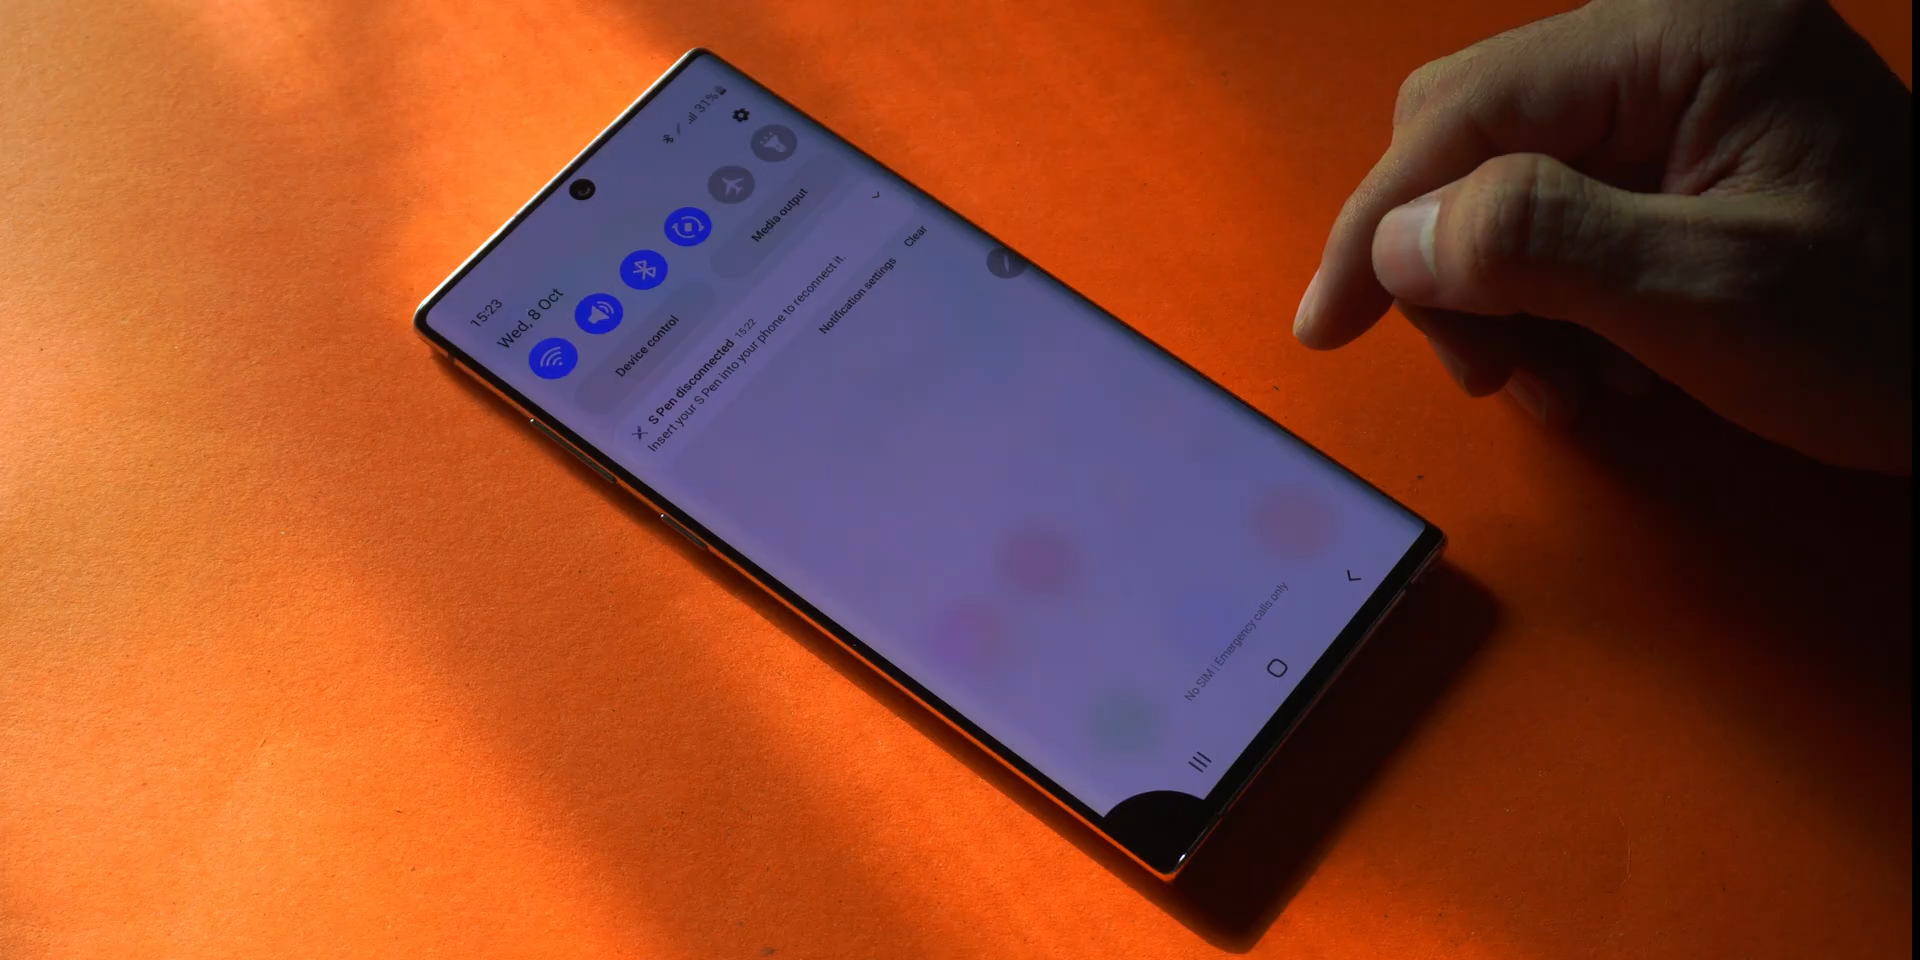 31%
15:23
Wed, 8 Oct
Device control
Media output
S Pen disconnected 15:22
Insert your S Pen into your phone to reconnect it.
Notification settings
Clear
No SIM | Emergency calls only